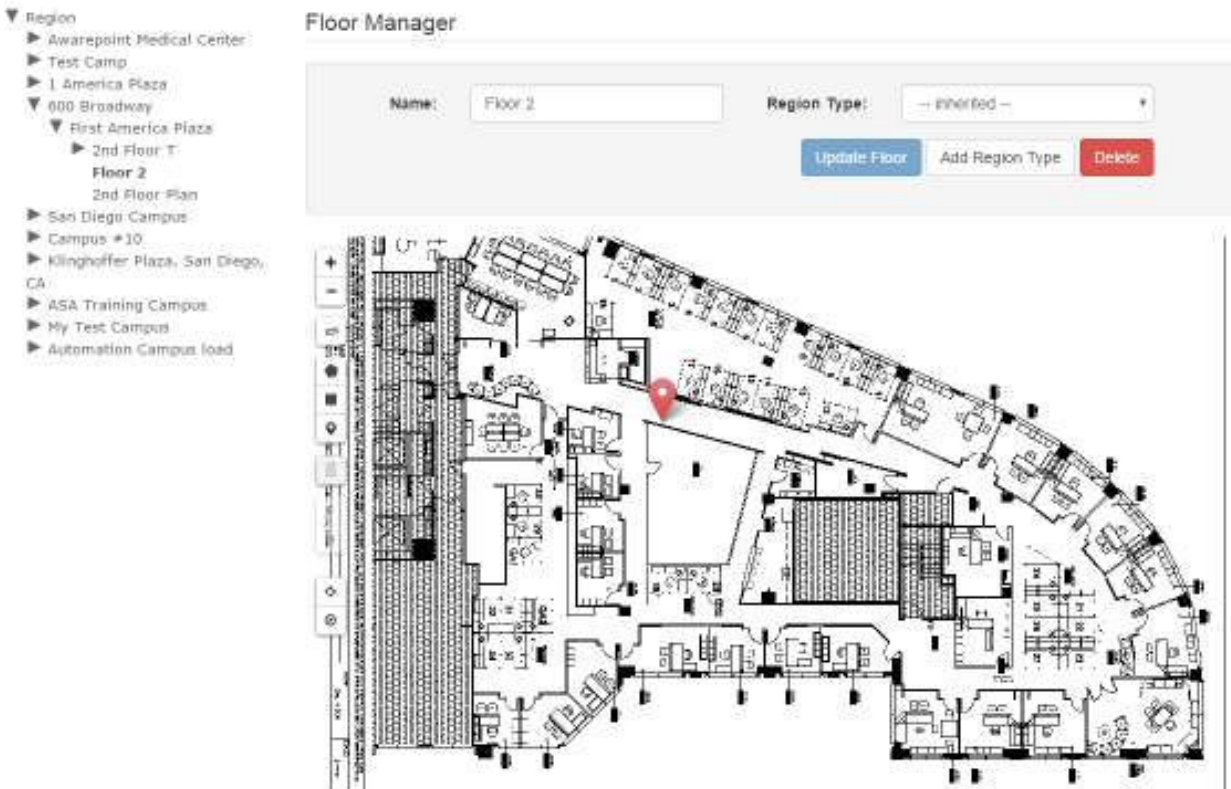 Region
Awarepoint Medical Center
Test Camp
1 America Plaza
600 Broadway
First America Plaza
2nd Floor T
Floor 2
2nd Floor Plan
San Diego Campus
Campus #10
Klinghoffer Plaza, San Diego,
CA
ASA Training Campus
My Test Campus
Automation Campus load
Floor Manager
Name: Floor 2 Region Type: -- inherited --
Update Floor Add Region Type Delete